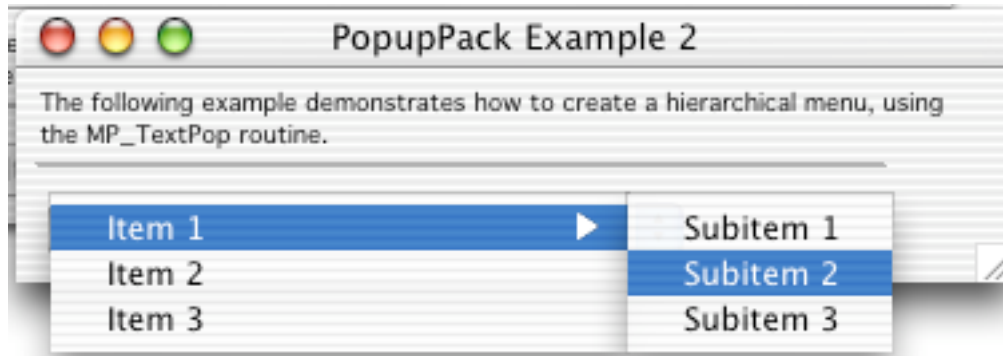 PopupPack Example 2
The following example demonstrates how to create a hierarchical menu, using
the MP_TextPop routine.
Item 1
Item 2
Item 3
Subitem 1
Subitem 2
Subitem 3